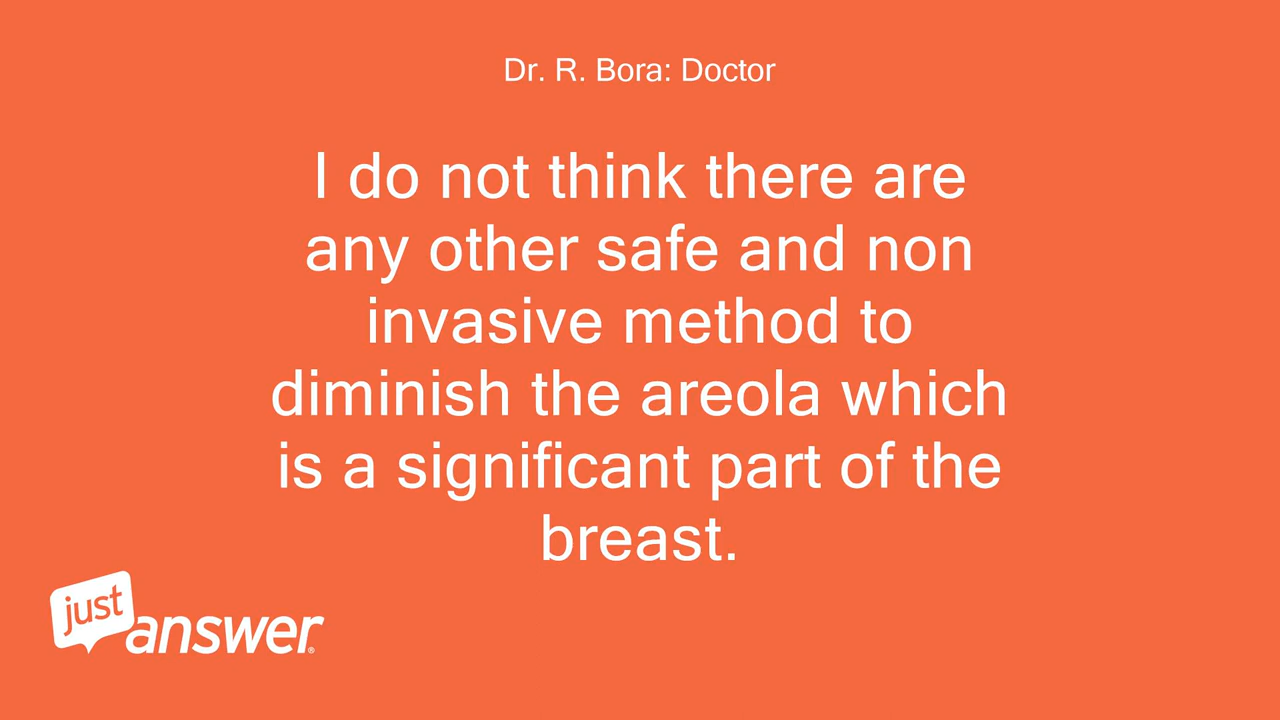 Dr. R. Bora: Doctor
I do not think there are
any other safe and non
invasive method to
diminish the areola which
is a significant part of the
breast.
just
answer®